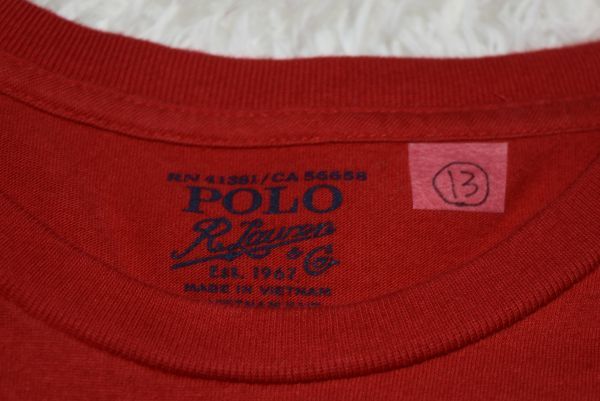 RN 41381/CA 56658
POLO
R. Lauren
& Co
EST. 1967
MADE IN VIETNAM
13